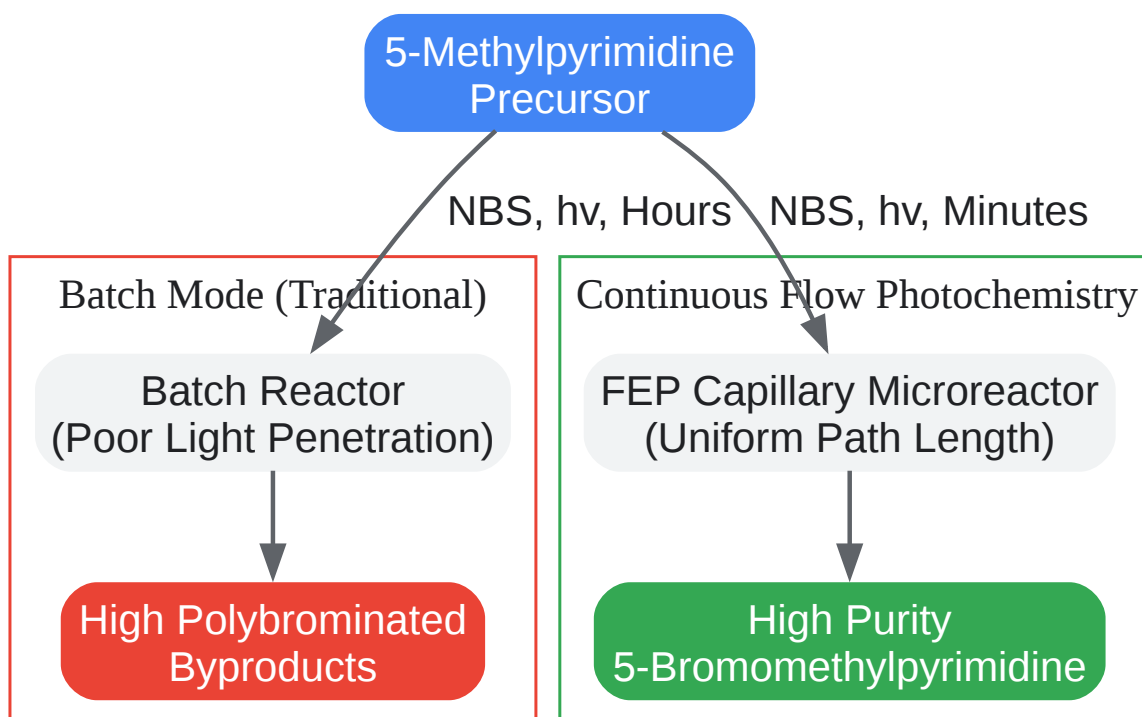 5-Methylpyrimidine
Precursor
NBS, hv, Hours
NBS, hv, Minutes
Batch Mode (Traditional)
Continuous Flow Photochemistry
Batch Reactor
(Poor Light Penetration)
FEP Capillary Microreactor
(Uniform Path Length)
High Polybrominated
Byproducts
High Purity
5-Bromomethylpyrimidine